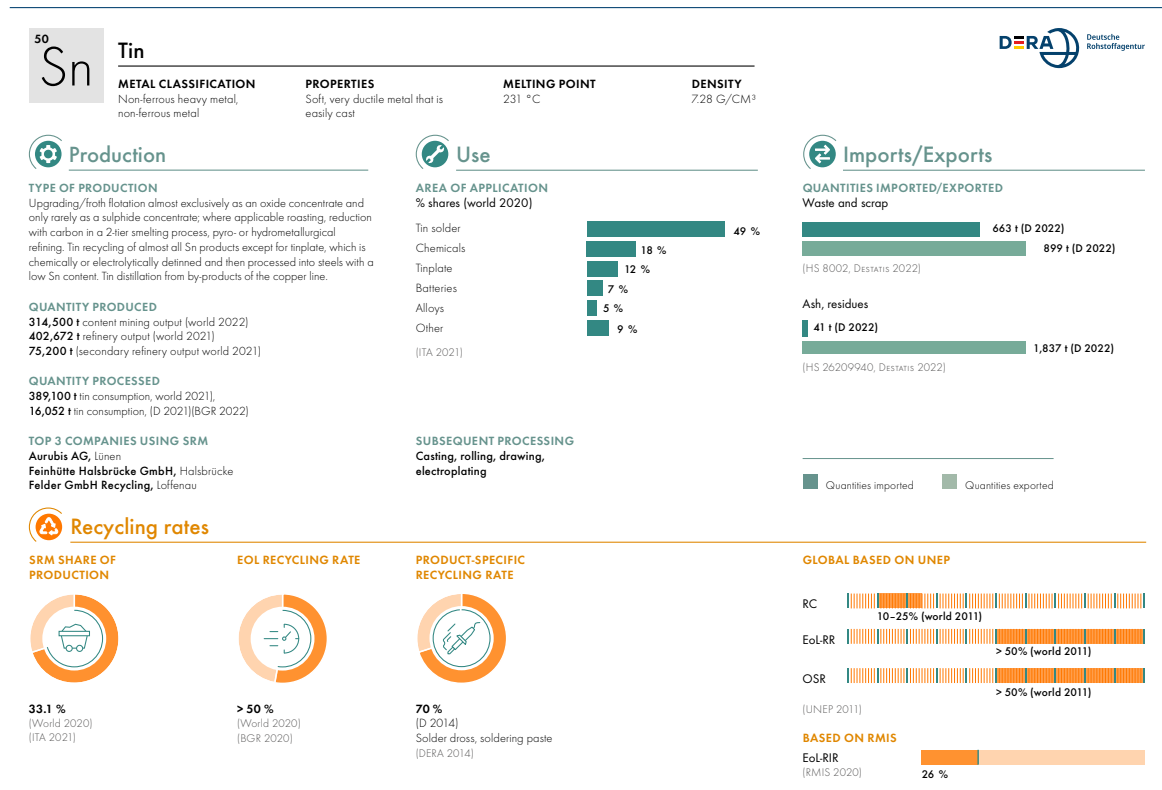 50
Sn
Tin
DERA Deutsche
Rohstoffagentur
METAL CLASSIFICATION
Non-ferrous heavy metal,
non-ferrous metal
PROPERTIES
Soft, very ductile metal that is
easily cast
MELTING POINT
231 °C
DENSITY
7.28 G/CM³
Production
TYPE OF PRODUCTION
Upgrading/froth flotation almost exclusively as an oxide concentrate and
only rarely as a sulphide concentrate; where applicable roasting, reduction
with carbon in a 2-tier smelting process, pyro- or hydrometallurgical
refining. Tin recycling of almost all Sn products except for tinplate, which is
chemically or electrolytically detinned and then processed into steels with a
low Sn content. Tin distillation from by-products of the copper line.
QUANTITY PRODUCED
314,500 t content mining output (world 2022)
402,672 t refinery output (world 2021)
75,200 t (secondary refinery output world 2021)
QUANTITY PROCESSED
389,100 t tin consumption, world 2021),
16,052 t tin consumption, (D 2021)(BGR 2022)
TOP 3 COMPANIES USING SRM
Aurubis AG, Lünen
Feinhütte Halsbrücke GmbH, Halsbrücke
Felder GmbH Recycling, Loffenau
Use
AREA OF APPLICATION
% shares (world 2020)
Tin solder 49 %
Chemicals 18 %
Tinplate 12 %
Batteries 7 %
Alloys 5 %
Other 9 %
(ITA 2021)
SUBSEQUENT PROCESSING
Casting, rolling, drawing,
electroplating
Imports/Exports
QUANTITIES IMPORTED/EXPORTED
Waste and scrap
663 t (D 2022)
899 t (D 2022)
(HS 8002, Destatis 2022)
Ash, residues
41 t (D 2022)
1,837 t (D 2022)
(HS 26209940, Destatis 2022)
Quantities imported Quantities exported
Recycling rates
SRM SHARE OF
PRODUCTION
33.1 %
(World 2020)
(ITA 2021)
EOL RECYCLING RATE
> 50 %
(World 2020)
(BGR 2020)
PRODUCT-SPECIFIC
RECYCLING RATE
70 %
(D 2014)
Solder dross, soldering paste
(DERA 2014)
GLOBAL BASED ON UNEP
RC
10–25% (world 2011)
EoL-RR
> 50% (world 2011)
OSR
> 50% (world 2011)
(UNEP 2011)
BASED ON RMIS
EoL-RIR
(RMIS 2020)
26 %